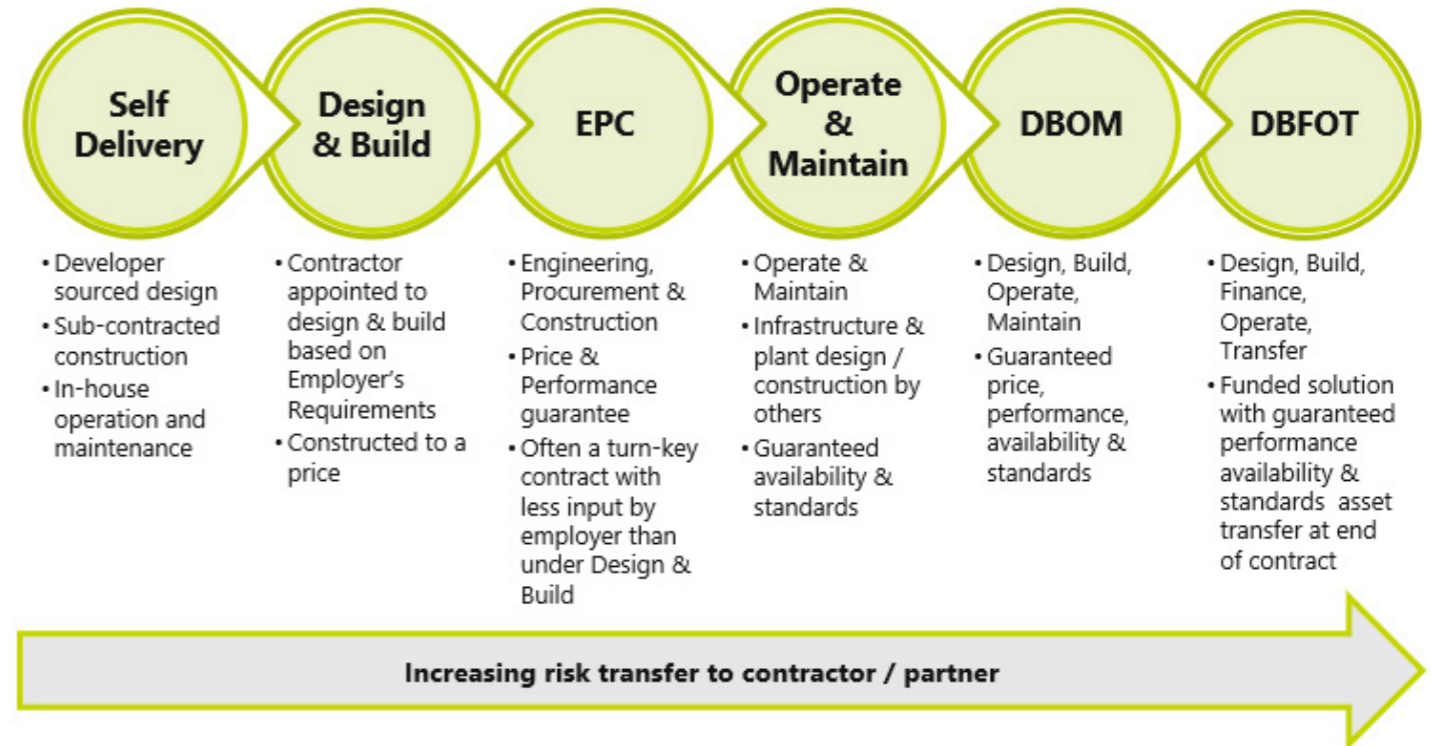 Self
Delivery
Design
& Build
EPC
Operate
&
Maintain
DBOM
DBFOT
• Developer
sourced design
• Sub-contracted
construction
• In-house
operation and
maintenance
• Contractor
appointed to
design & build
based on
Employer's
Requirements
• Constructed to a
price
• Engineering,
Procurement &
Construction
• Price &
Performance
guarantee
• Often a turn-key
contract with
less input by
employer than
under Design &
Build
• Operate &
Maintain
• Infrastructure &
plant design /
construction by
others
• Guaranteed
availability &
standards
• Design, Build,
Operate,
Maintain
• Guaranteed
price,
performance,
availability &
standards
• Design, Build,
Finance,
Operate,
Transfer
• Funded solution
with guaranteed
performance
availability &
standards asset
transfer at end
of contract
Increasing risk transfer to contractor / partner